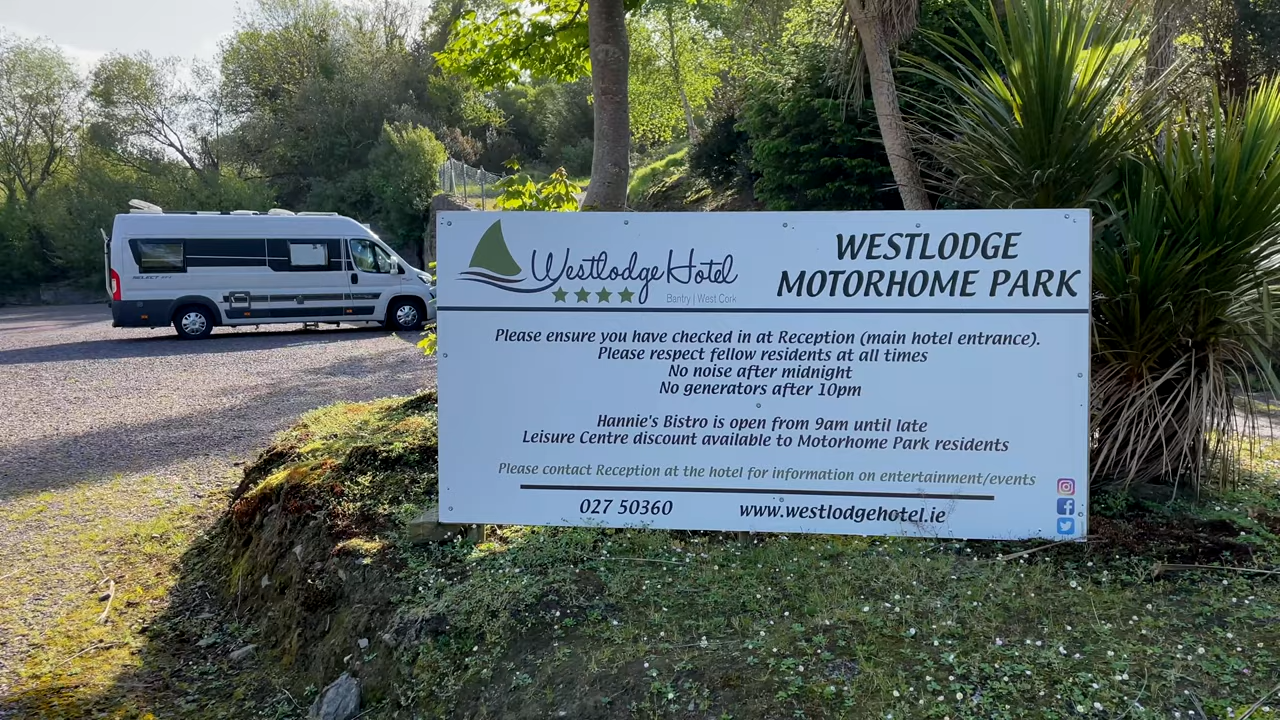 Westlodge Hotel
Bantry | West Cork
WESTLODGE
MOTORHOME PARK
Please ensure you have checked in at Reception (main hotel entrance).
Please respect fellow residents at all times
No noise after midnight
No generators after 10pm
Hannie's Bistro is open from 9am until late
Leisure Centre discount available to Motorhome Park residents
Please contact Reception at the hotel for information on entertainment/events
027 50360
www.westlodgehotel.ie
SELECT